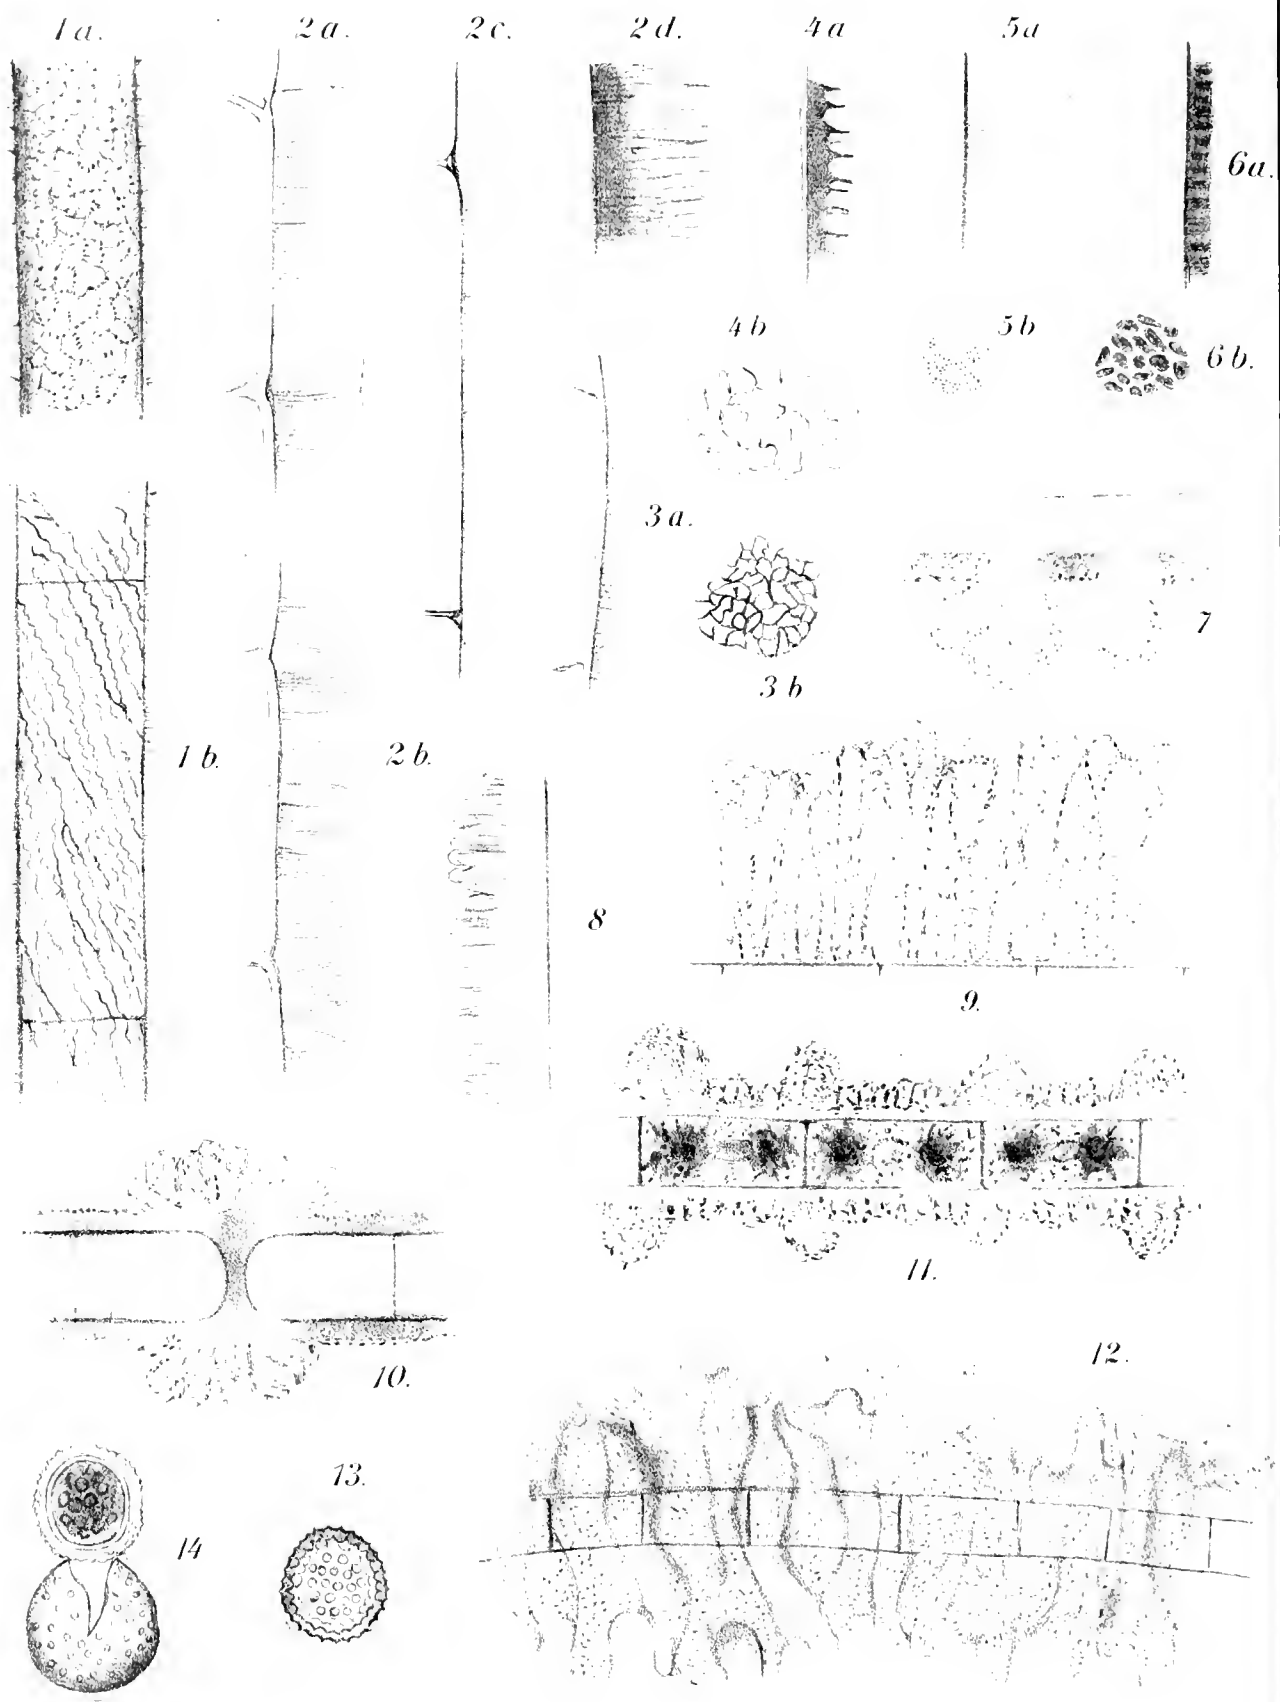 1a. 2a. 2c. 2d. 4a 5a
6a.
4b 5b
6b.
3a.
7
3b
1b. 2b.
8
9.
11.
12.
10.
13.
14